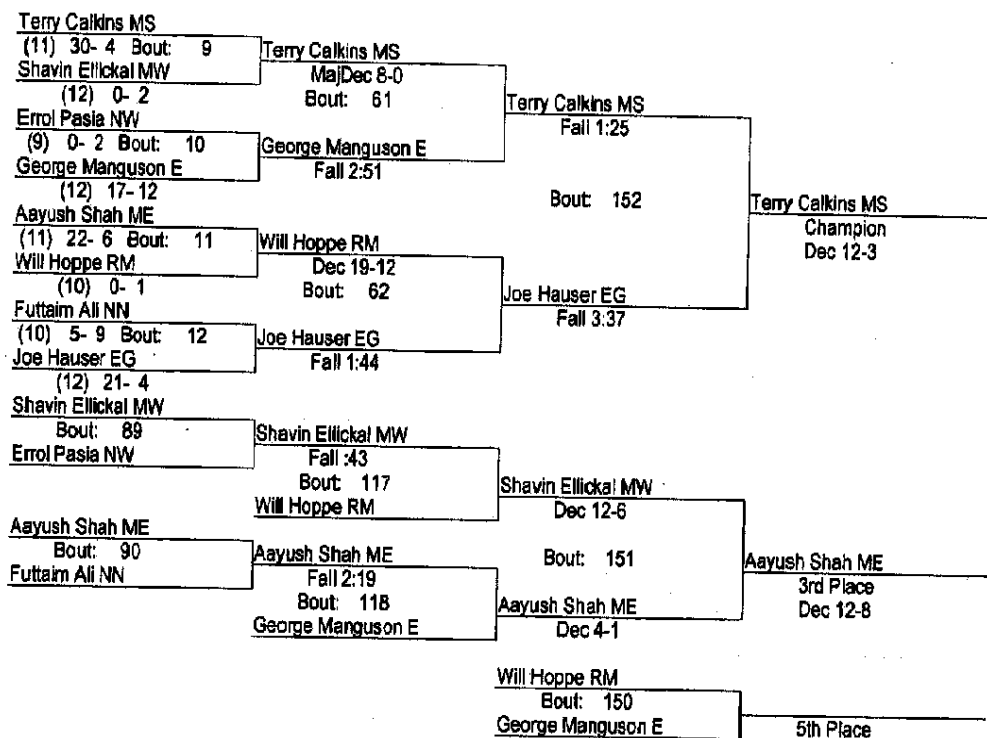 Terry Calkins MS
(11) 30- 4 Bout: 9
Shavin Ellickal MW
(12) 0- 2
Errol Pasia NW
(9) 0- 2 Bout: 10
George Manguson E
(12) 17- 12
Aayush Shah ME
(11) 22- 6 Bout: 11
Will Hoppe RM
(10) 0- 1
Futtaim Ali NN
(10) 5- 9 Bout: 12
Joe Hauser EG
(12) 21- 4
Terry Calkins MS
MajDec 8-0
Bout: 61
George Manguson E
Fall 2:51
Will Hoppe RM
Dec 19-12
Bout: 62
Joe Hauser EG
Fall 1:44
Terry Calkins MS
Fall 1:25
Bout: 152
Joe Hauser EG
Fall 3:37
Terry Calkins MS
Champion
Dec 12-3
Shavin Ellickal MW
Bout: 89
Errol Pasia NW
Aayush Shah ME
Bout: 90
Futtaim Ali NN
Shavin Ellickal MW
Fall :43
Bout: 117
Will Hoppe RM
Aayush Shah ME
Fall 2:19
Bout: 118
George Manguson E
Shavin Ellickal MW
Dec 12-6
Bout: 151
Aayush Shah ME
Dec 4-1
Aayush Shah ME
3rd Place
Dec 12-8
Will Hoppe RM
Bout: 150
George Manguson E
5th Place